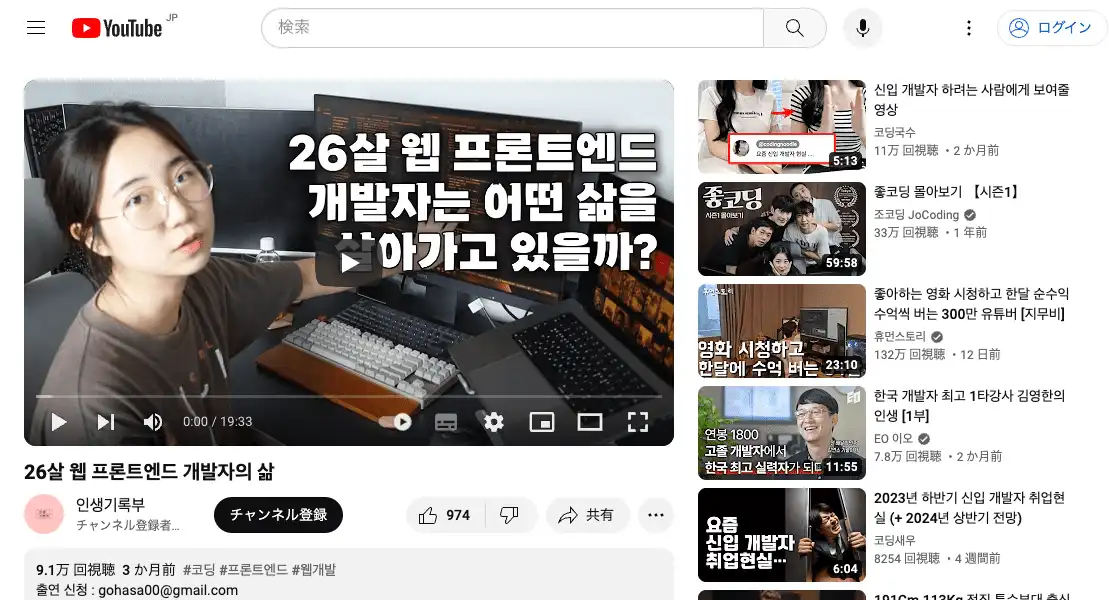 YouTube JP
検索
ログイン
26살 웹 프론트엔드
개발자는 어떤 삶을
살아가고 있을까?
0:00 / 19:33
26살 웹 프론트엔드 개발자의 삶
인생기록부
チャンネル登録者...
チャンネル登録
974
共有
9.1万 回視聴 3 か月前 #코딩 #프론트엔드 #웹개발
출연 신청 : gohasa00@gmail.com
@codingnoodle
요즘 신입 개발자 현실 ...
5:13
신입 개발자 하려는 사람에게 보여줄
영상
코딩국수
11万 回視聴・2 か月前
좋코딩
시즌1 몰아보기
59:58
좋코딩 몰아보기 【시즌1】
조코딩 JoCoding
33万 回視聴・1 年前
휴먼스토리
영화 시청하고
한달에 수억 버는
23:10
좋아하는 영화 시청하고 한달 순수익
수억씩 버는 300만 유튜버 [지무비]
휴먼스토리
132万 回視聴・12 日前
EO
연봉 1800
고졸 개발자에서
한국 최고 실력자가 되다
11:55
한국 개발자 최고 1타강사 김영한의
인생 [1부]
EO 이오
7.8万 回視聴・2 か月前
요즘
신입 개발자
취업현실...
6:04
2023년 하반기 신입 개발자 취업현
실 (+ 2024년 상반기 전망)
코딩새우
8254 回視聴・4 週間前
191Cm 113Kg 전직 특수부대 출신